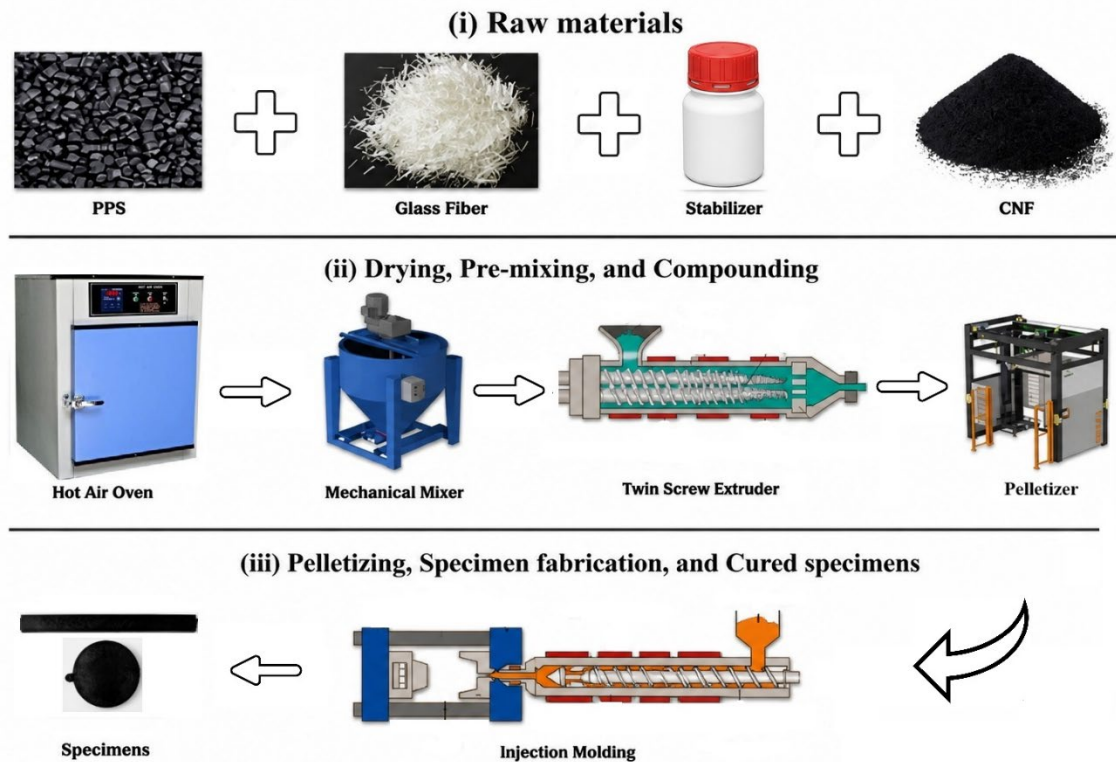 (i) Raw materials
PPS
Glass Fiber
Stabilizer
CNF
(ii) Drying, Pre-mixing, and Compounding
Hot Air Oven
Mechanical Mixer
Twin Screw Extruder
Pelletizer
(iii) Pelletizing, Specimen fabrication, and Cured specimens
Specimens
Injection Molding